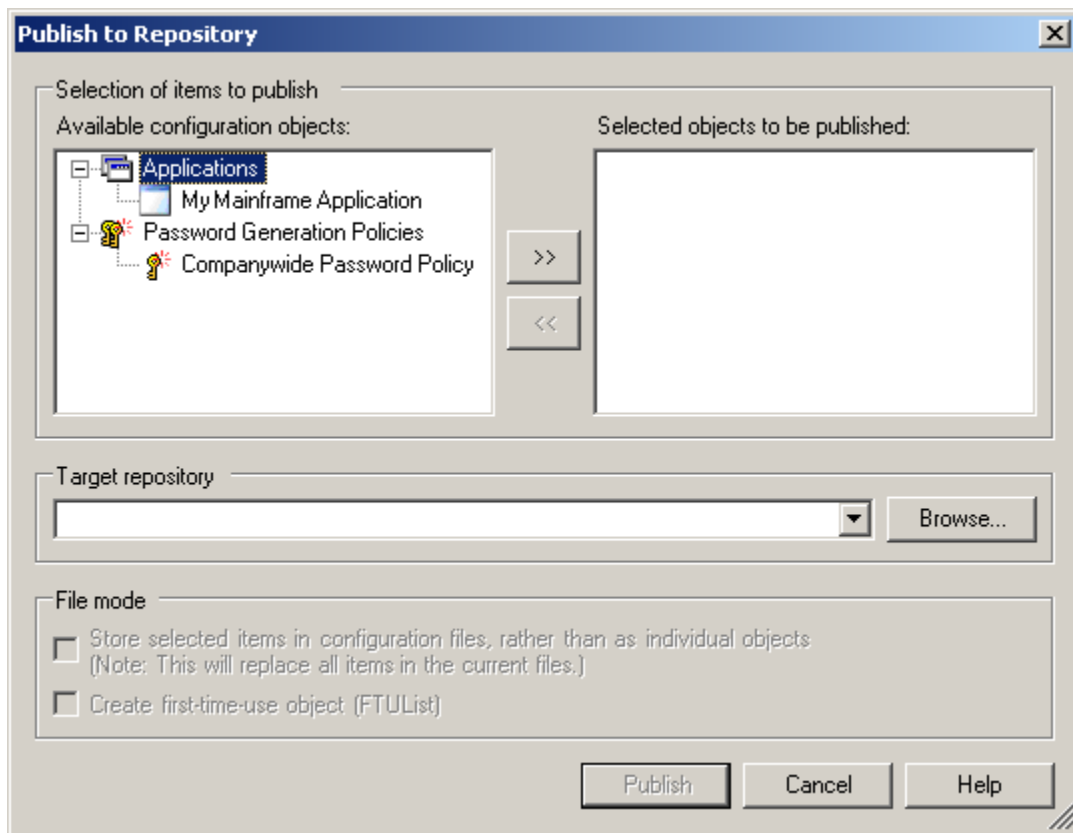 Publish to Repository
Selection of items to publish
Available configuration objects:
Selected objects to be published:
Applications
My Mainframe Application
Password Generation Policies
Companywide Password Policy
>>
<<
Target repository
Browse...
File mode
Store selected items in configuration files, rather than as individual objects
(Note: This will replace all items in the current files.)
Create first-time-use object (FTUList)
Publish
Cancel
Help